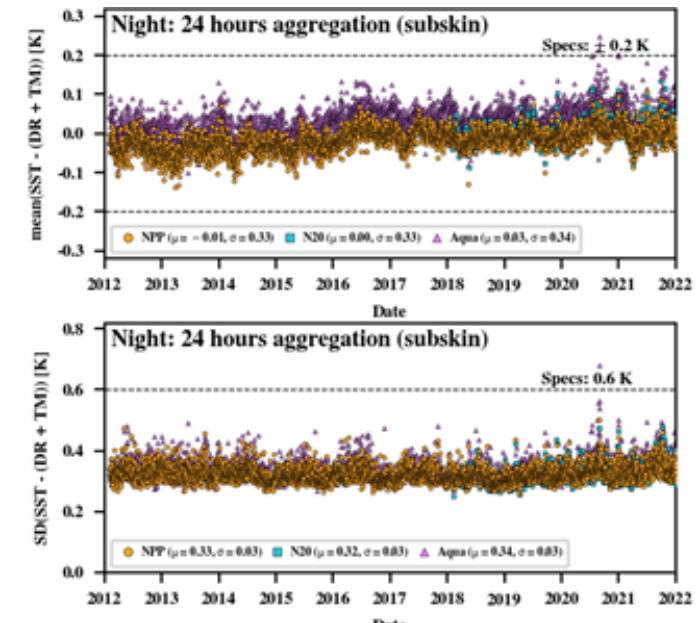 Night: 24 hours aggregation (subskin)
Specs: ± 0.2 K
mean(SST - (DR + TM)) [K]
0.3
0.2
0.1
0.0
-0.1
-0.2
-0.3
NPP (μ = −0.01, σ = 0.33) N20 (μ = 0.00, σ = 0.33) Aqua (μ = 0.03, σ = 0.34)
2012 2013 2014 2015 2016 2017 2018 2019 2020 2021 2022
Date
Night: 24 hours aggregation (subskin)
Specs: 0.6 K
SD(SST - (DR + TM)) [K]
0.8
0.6
0.4
0.2
0.0
NPP (μ = 0.33, σ = 0.03) N20 (μ = 0.32, σ = 0.03) Aqua (μ = 0.34, σ = 0.03)
2012 2013 2014 2015 2016 2017 2018 2019 2020 2021 2022